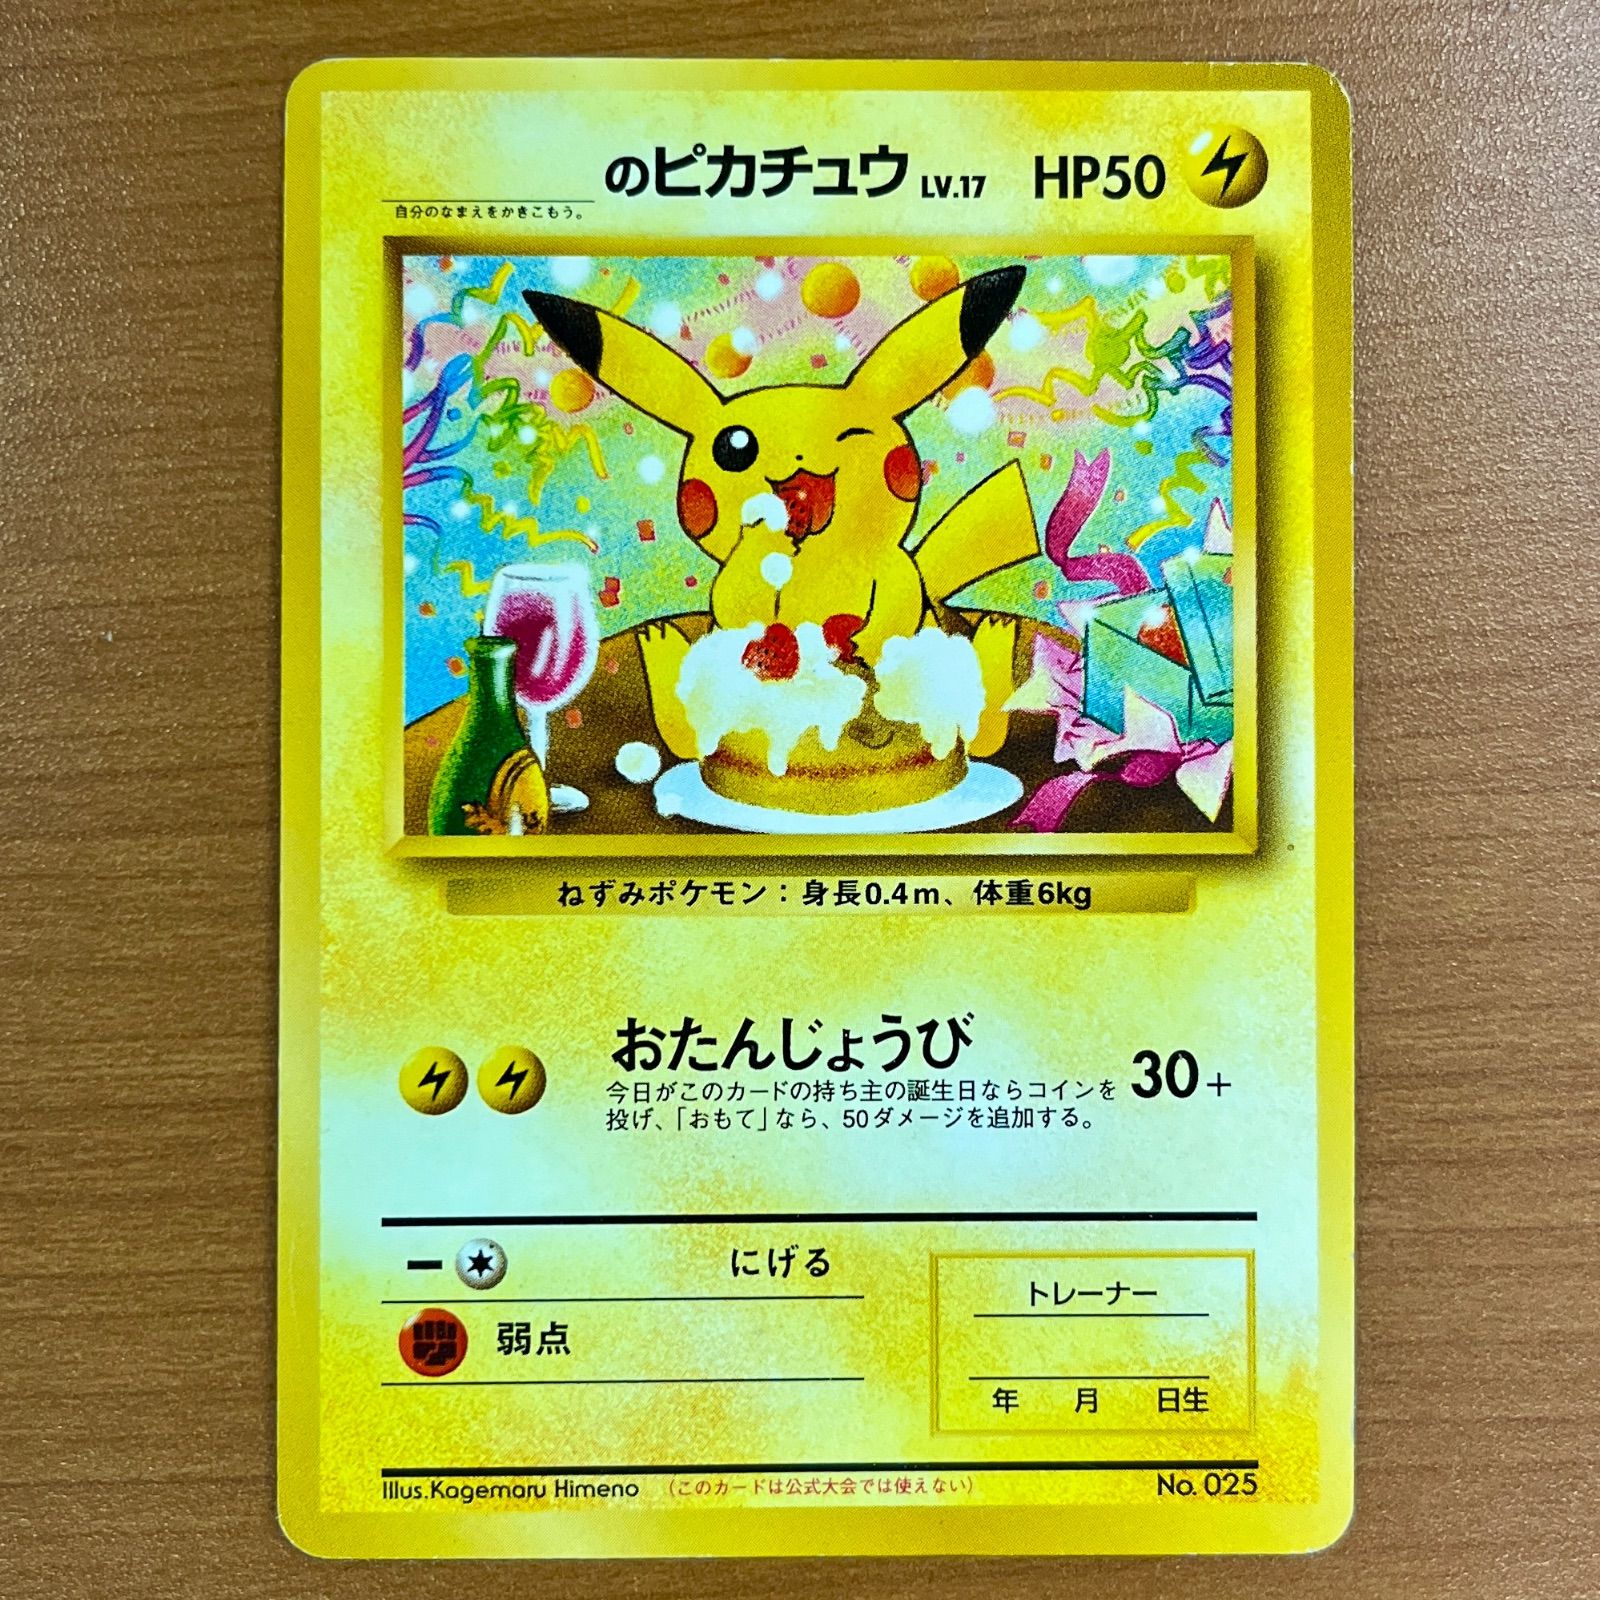 のピカチュウ LV.17 HP50
自分のなまえをかきこもう。
ねずみポケモン：身長0.4m、体重6kg
おたんじょうび 30+
今日がこのカードの持ち主の誕生日ならコインを
投げ、「おもて」なら、50ダメージを追加する。
にげる
弱点
トレーナー
年 月 日生
Illus.Kagemaru Himeno （このカードは公式大会では使えない） No. 025